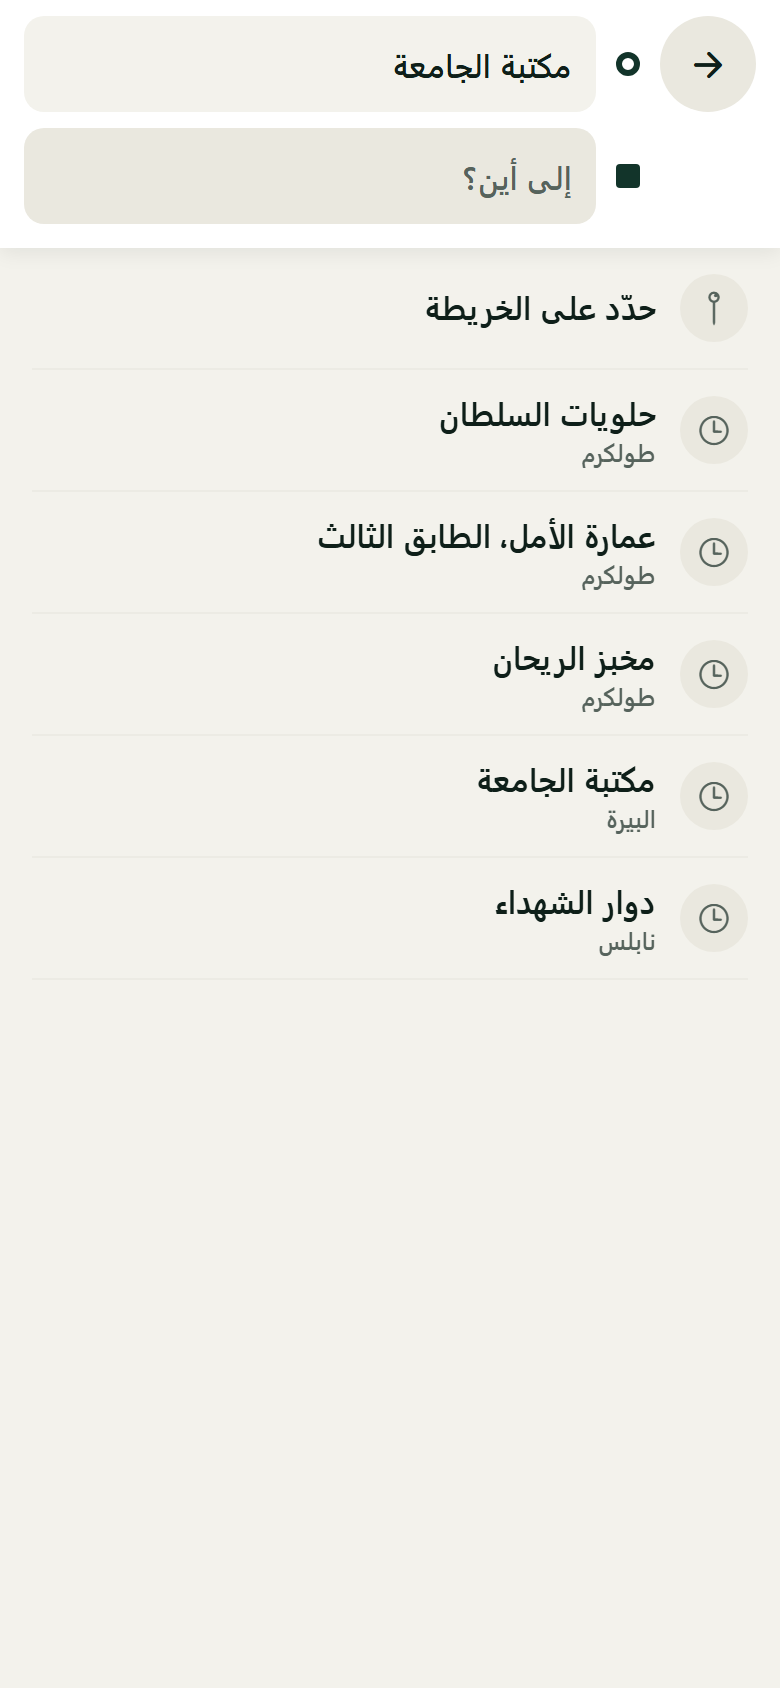 مكتبة الجامعة
إلى أين؟
حدّد على الخريطة
حلويات السلطان
طولكرم
عمارة الأمل، الطابق الثالث
طولكرم
مخبز الريحان
طولكرم
مكتبة الجامعة
البيرة
دوار الشهداء
نابلس